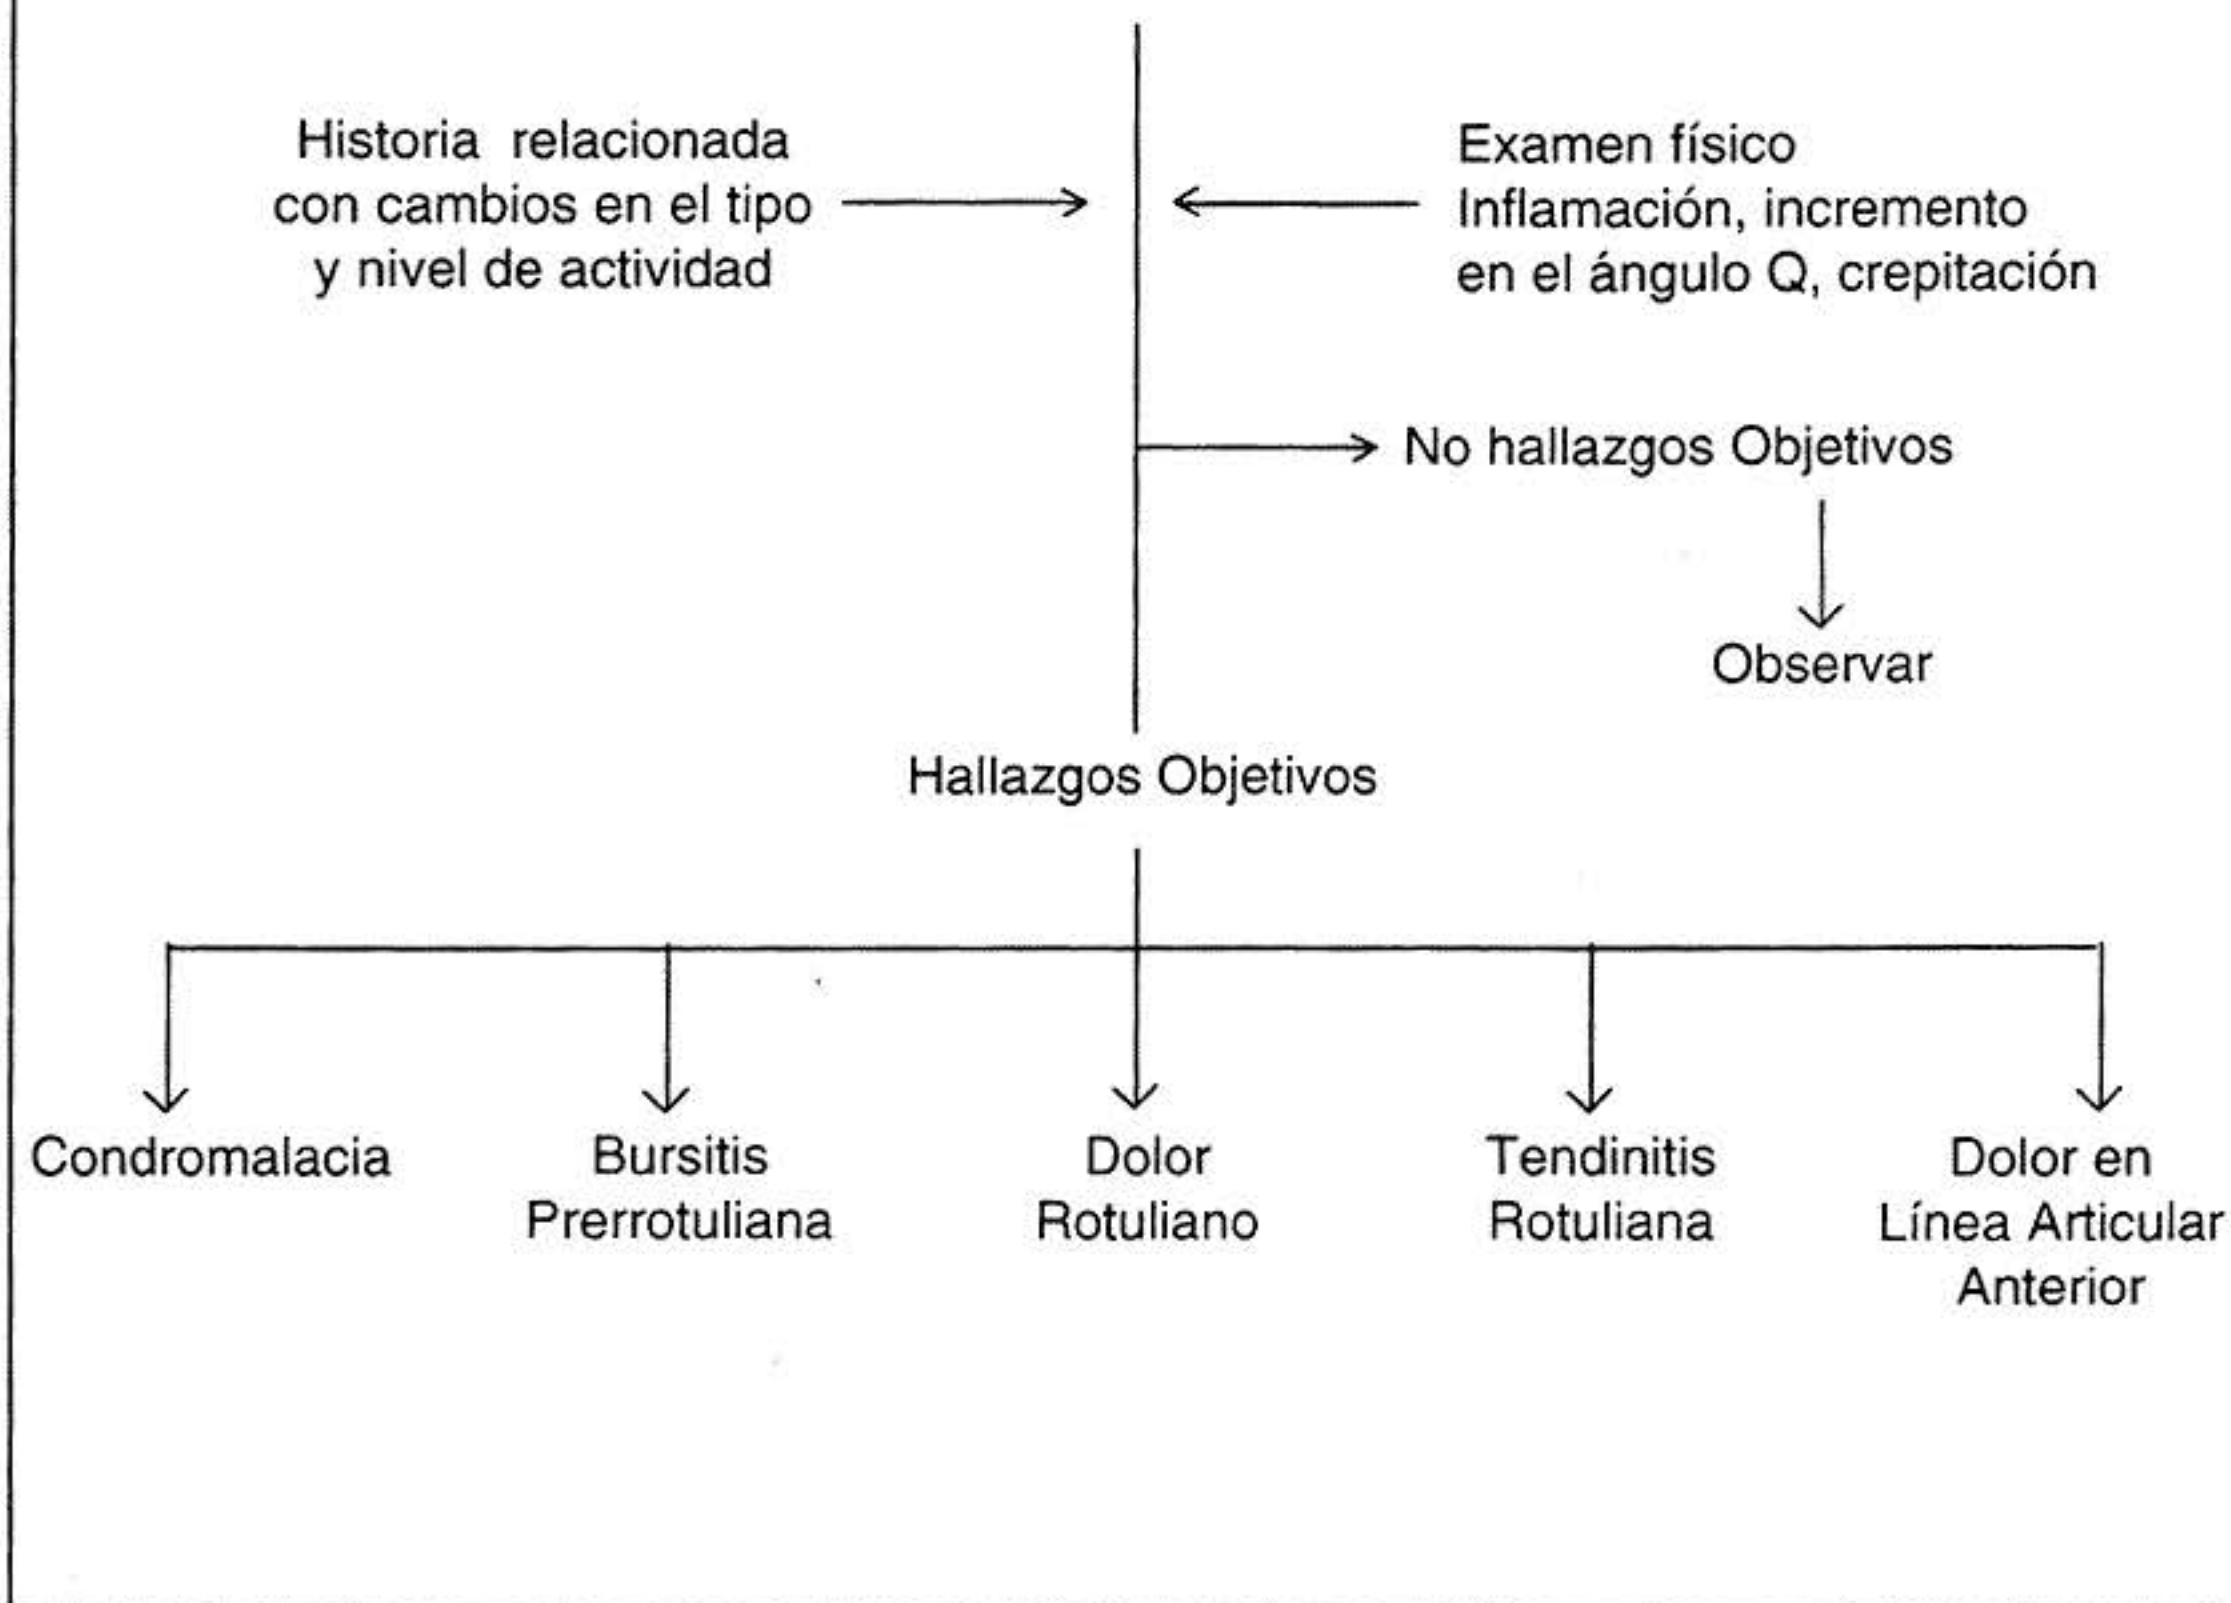 Historia relacionada
con cambios en el tipo
y nivel de actividad
Examen físico
Inflamación, incremento
en el ángulo Q, crepitación
No hallazgos Objetivos
Observar
Hallazgos Objetivos
Condromalacia
Bursitis
Prerrotuliana
Dolor
Rotuliano
Tendinitis
Rotuliana
Dolor en
Línea Articular
Anterior